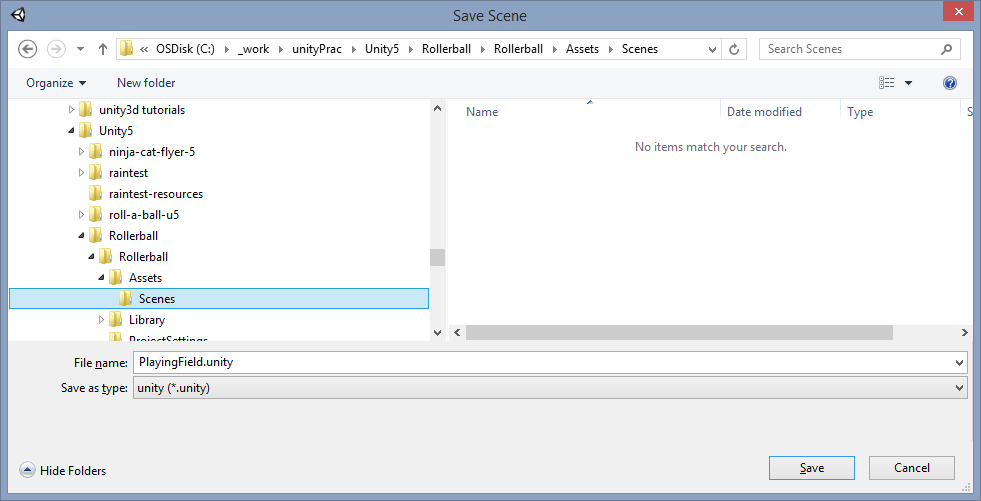 Save Scene
« OSDisk (C:) _work unityPrac Unity5 Rollerball Rollerball Assets Scenes Search Scenes
Organize New folder
unity3d tutorials
Unity5
ninja-cat-flyer-5
raintest
raintest-resources
roll-a-ball-u5
Rollerball
Rollerball
Assets
Scenes
Library
ProjectSettings
Name Date modified Type S
No items match your search.
File name: PlayingField.unity
Save as type: unity (*.unity)
Hide Folders Save Cancel